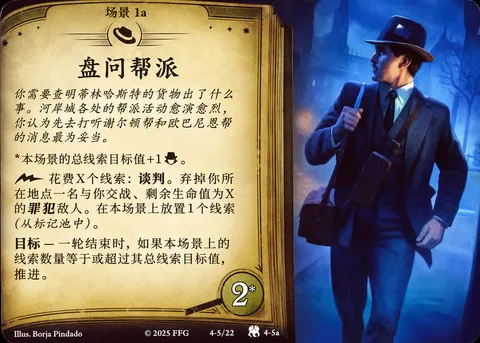 场景 1a
盘问帮派
你需要查明蒂林哈斯特的货物出了什么
事。河岸城各处的帮派活动愈演愈烈,
你认为先去打听谢尔顿帮和欧巴尼恩帮
的消息最为妥当。
*本场景的总线索目标值+1。
花费X个线索:谈判。弃掉你所
在地点一名与你交战、剩余生命值为X
的罪犯敌人。在本场景上放置1个线索
(从标记池中)。
目标 — 一轮结束时,如果本场景上的
线索数量等于或超过其总线索目标值,
推进。
2*
Illus. Borja Pindado © 2025 FFG 4-5/22 4-5a